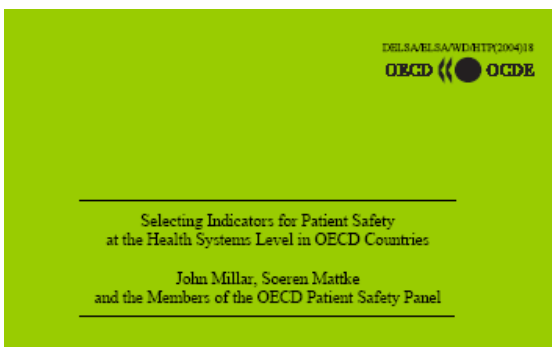 DELSA/ELSA/WD/HTP(2004)18
OECD OCDE
Selecting Indicators for Patient Safety
at the Health Systems Level in OECD Countries
John Millar, Soeren Mattke
and the Members of the OECD Patient Safety Panel